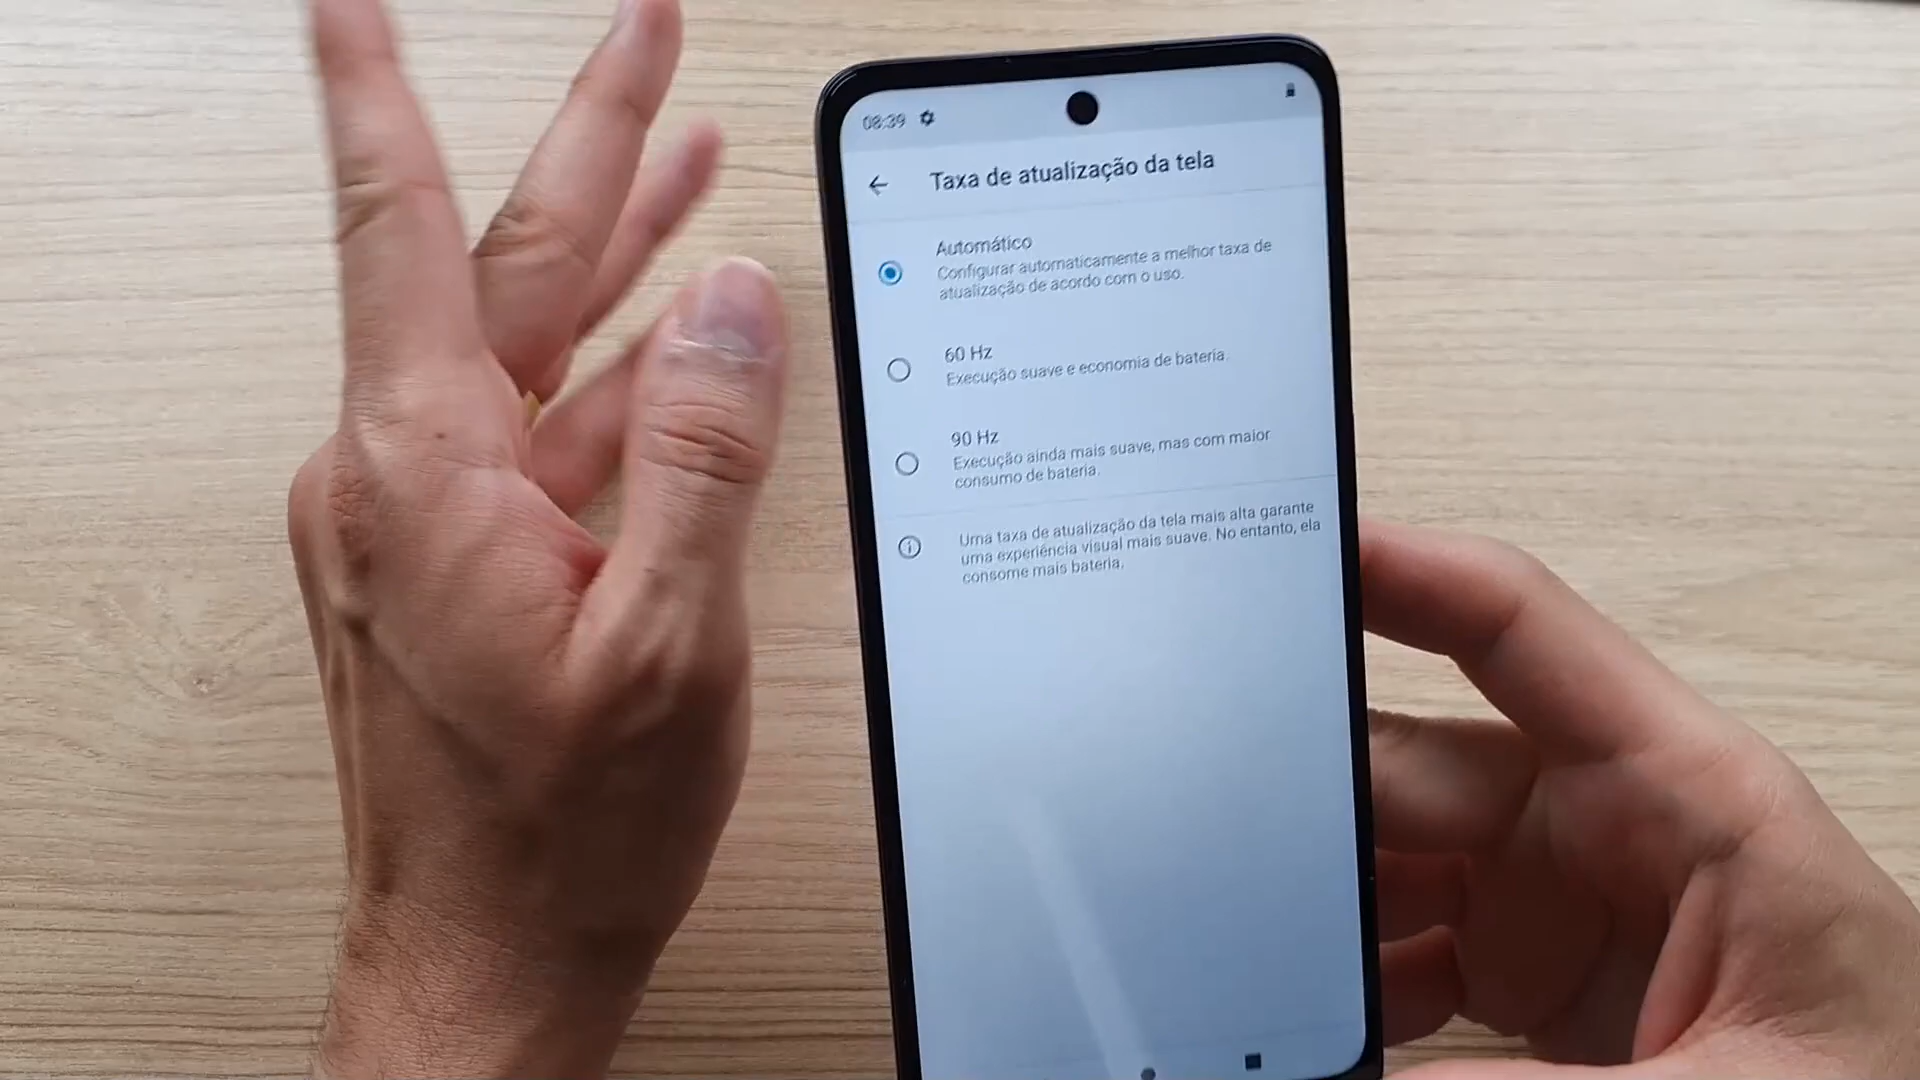 08:39
Taxa de atualização da tela
Automático
Configurar automaticamente a melhor taxa de
atualização de acordo com o uso.
60 Hz
Execução suave e economia de bateria.
90 Hz
Execução ainda mais suave, mas com maior
consumo de bateria.
Uma taxa de atualização da tela mais alta garante
uma experiência visual mais suave. No entanto, ela
consome mais bateria.